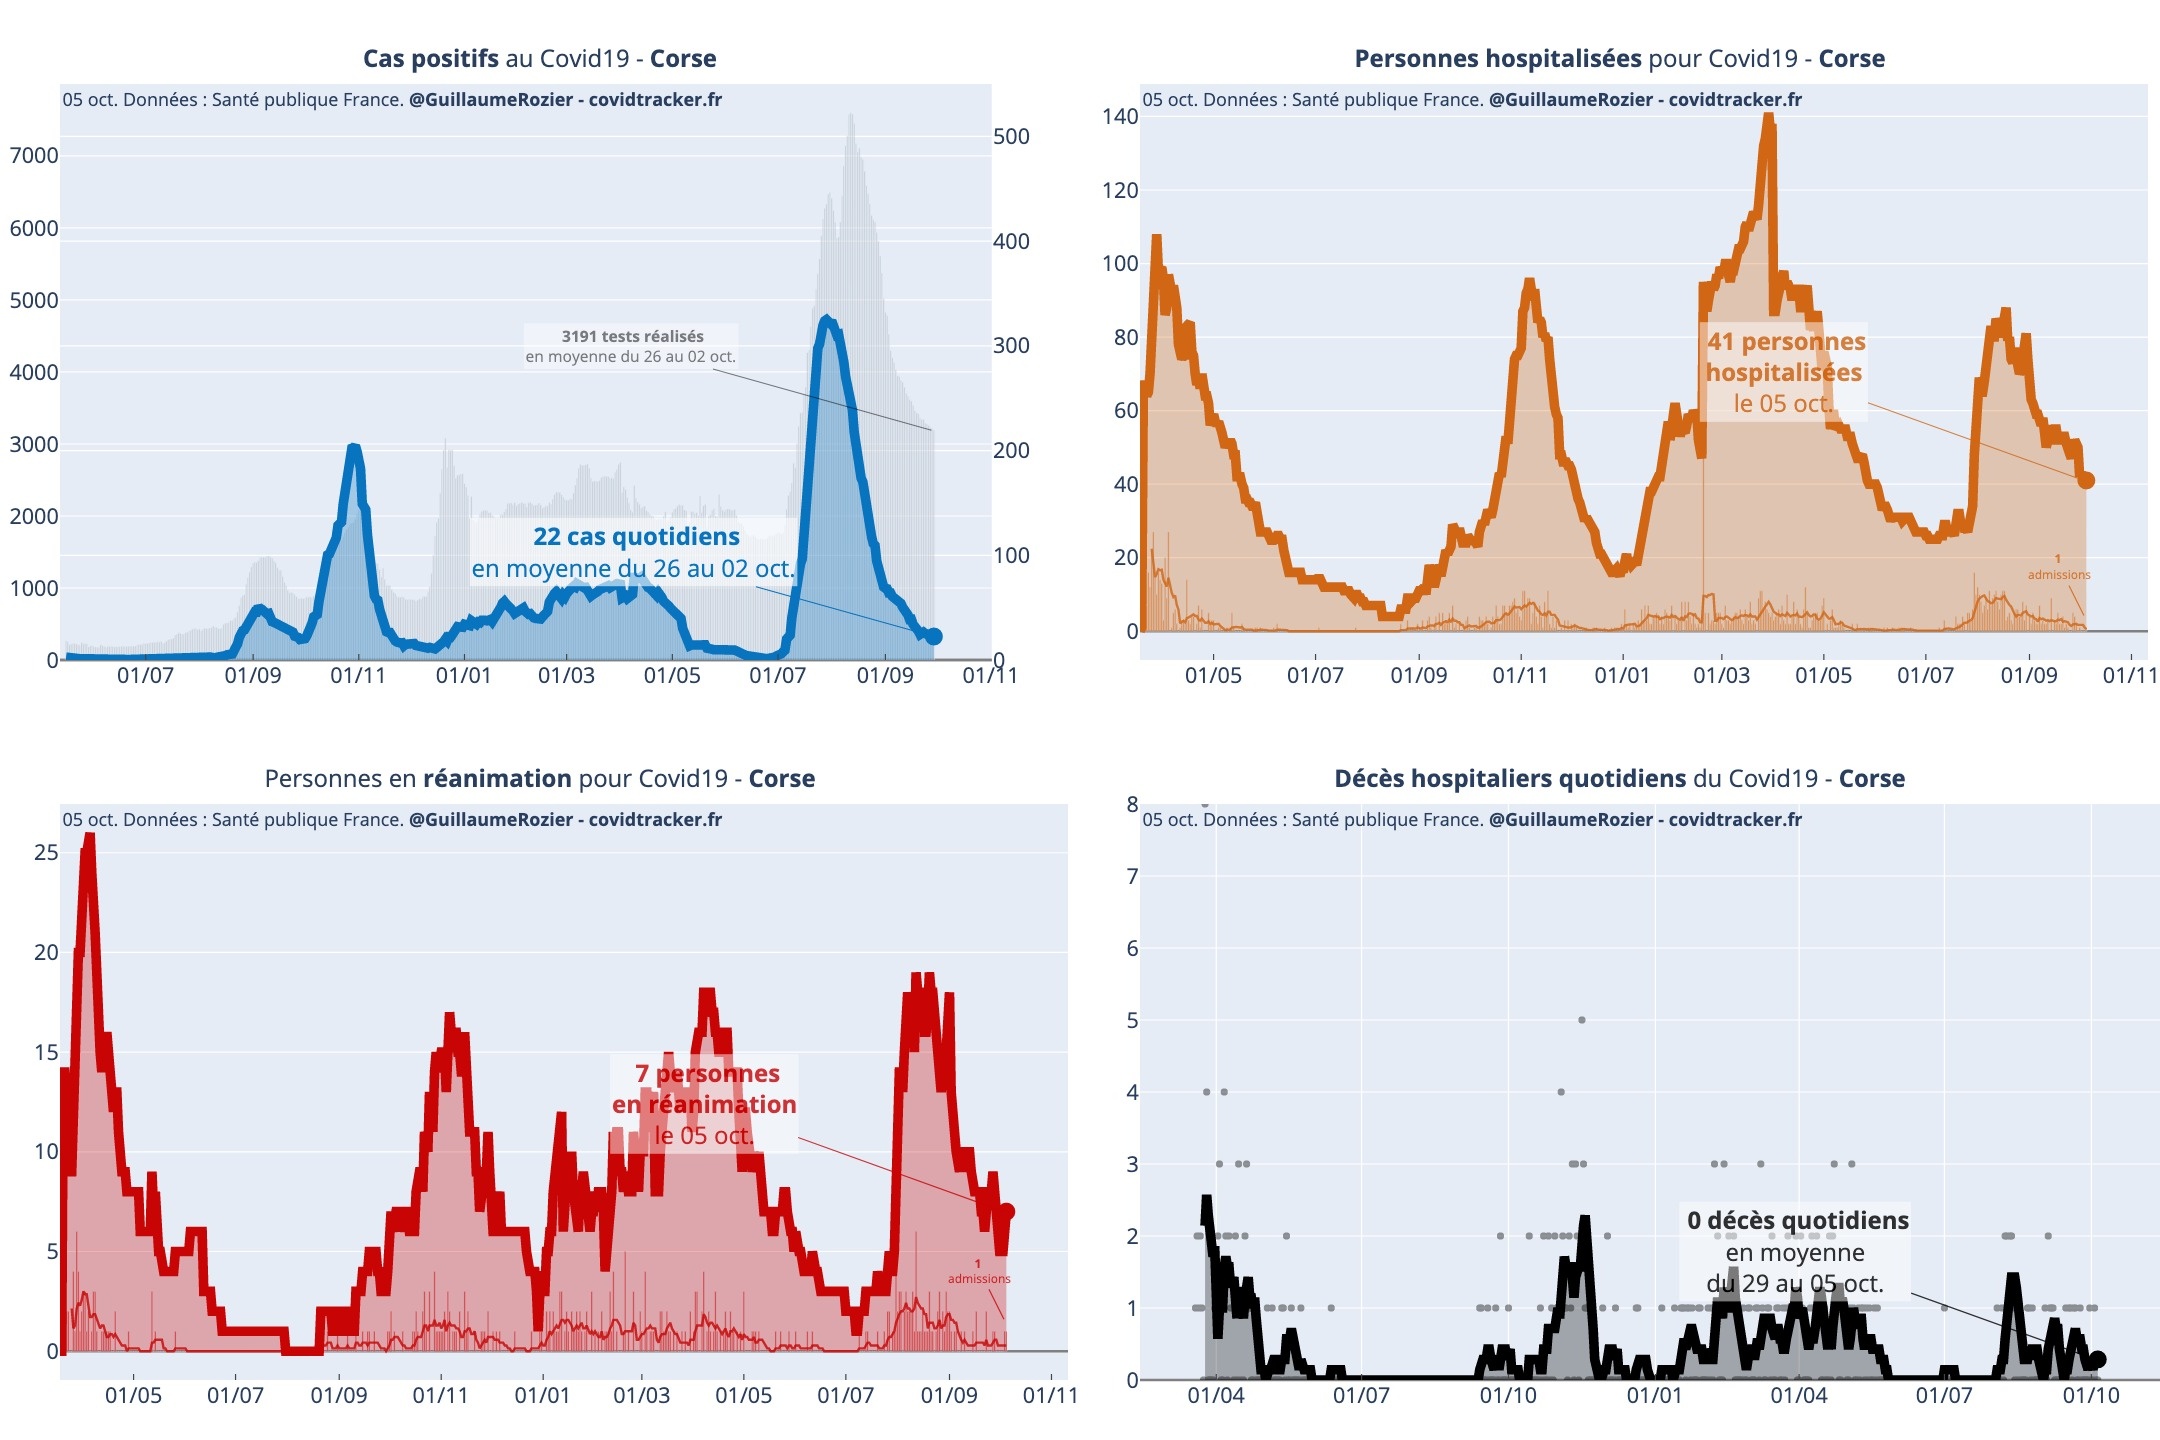 Cas positifs au Covid19 - Corse
05 oct. Données : Santé publique France. @GuillaumeRozier - covidtracker.fr
7000
6000
5000
4000
3000
2000
1000
0
500
400
300
200
100
0
3191 tests réalisés
en moyenne du 26 au 02 oct.
22 cas quotidiens
en moyenne du 26 au 02 oct.
01/07 01/09 01/11 01/01 01/03 01/05 01/07 01/09 01/11
Personnes hospitalisées pour Covid19 - Corse
05 oct. Données : Santé publique France. @GuillaumeRozier - covidtracker.fr
140
120
100
80
60
40
20
0
41 personnes
hospitalisées
le 05 oct.
1
admissions
01/05 01/07 01/09 01/11 01/01 01/03 01/05 01/07 01/09 01/11
Personnes en réanimation pour Covid19 - Corse
05 oct. Données : Santé publique France. @GuillaumeRozier - covidtracker.fr
25
20
15
10
5
0
7 personnes
en réanimation
le 05 oct.
1
admissions
01/05 01/07 01/09 01/11 01/01 01/03 01/05 01/07 01/09 01/11
Décès hospitaliers quotidiens du Covid19 - Corse
05 oct. Données : Santé publique France. @GuillaumeRozier - covidtracker.fr
8
7
6
5
4
3
2
1
0
0 décès quotidiens
en moyenne
du 29 au 05 oct.
01/04 01/07 01/10 01/01 01/04 01/07 01/10